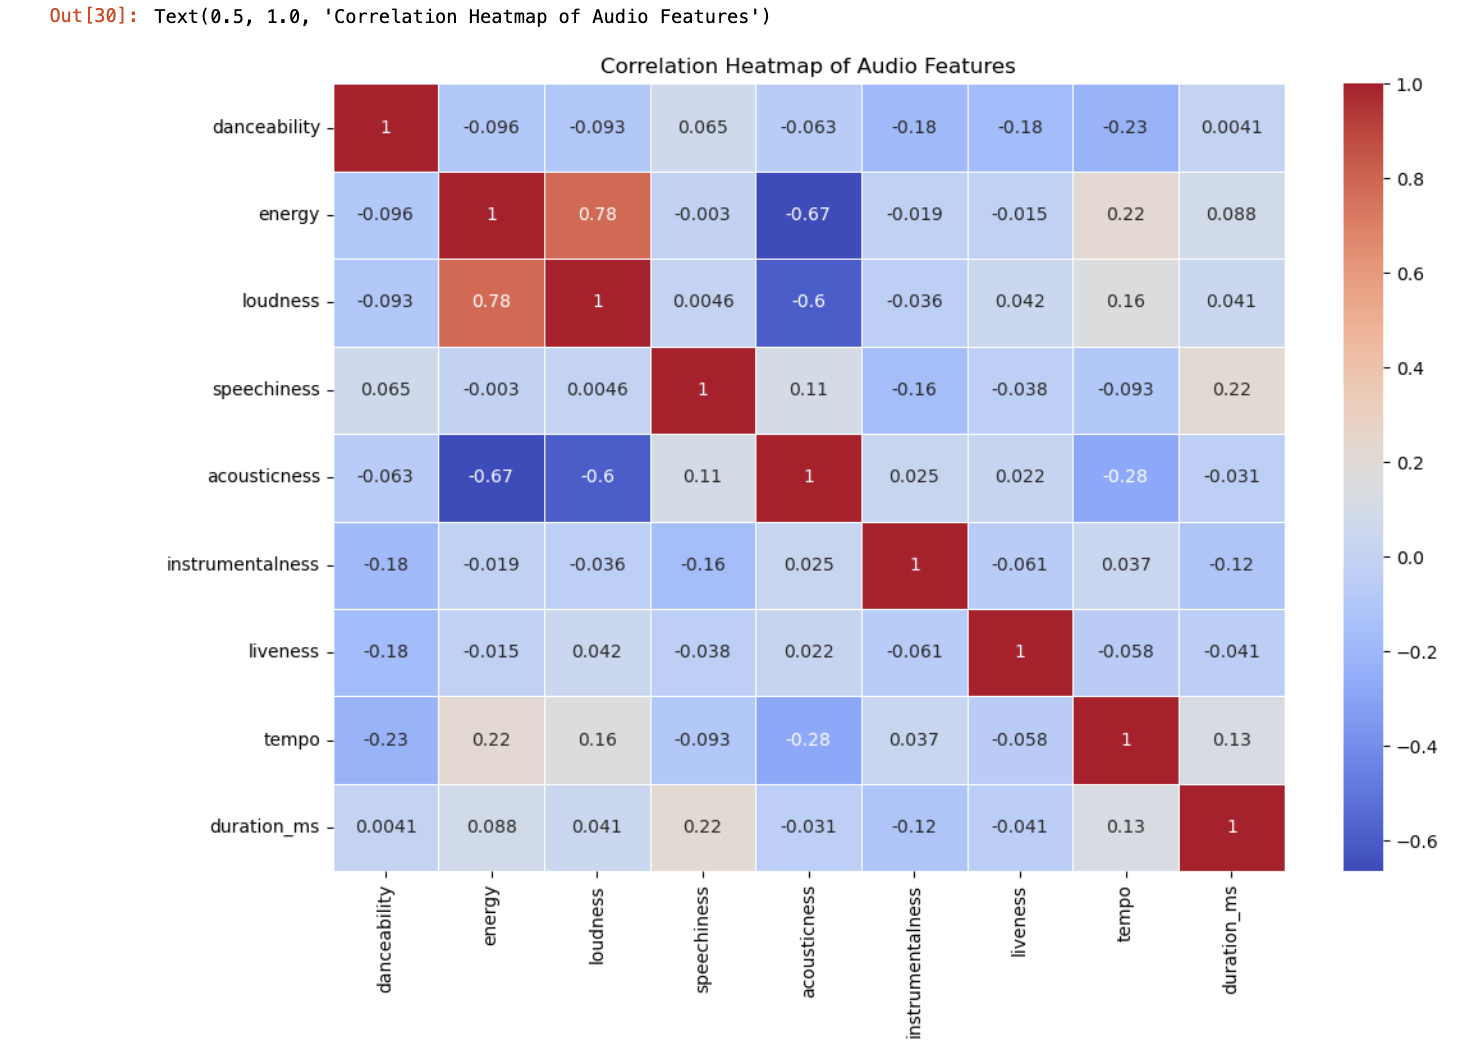 Out[30]: Text(0.5, 1.0, 'Correlation Heatmap of Audio Features')
Correlation Heatmap of Audio Features
danceability 1 -0.096 -0.093 0.065 -0.063 -0.18 -0.18 -0.23 0.0041
energy -0.096 1 0.78 -0.003 -0.67 -0.019 -0.015 0.22 0.088
loudness -0.093 0.78 1 0.0046 -0.6 -0.036 0.042 0.16 0.041
speechiness 0.065 -0.003 0.0046 1 0.11 -0.16 -0.038 -0.093 0.22
acousticness -0.063 -0.67 -0.6 0.11 1 0.025 0.022 -0.28 -0.031
instrumentalness -0.18 -0.019 -0.036 -0.16 0.025 1 -0.061 0.037 -0.12
liveness -0.18 -0.015 0.042 -0.038 0.022 -0.061 1 -0.058 -0.041
tempo -0.23 0.22 0.16 -0.093 -0.28 0.037 -0.058 1 0.13
duration_ms 0.0041 0.088 0.041 0.22 -0.031 -0.12 -0.041 0.13 1
danceability
energy
loudness
speechiness
acousticness
instrumentalness
liveness
tempo
duration_ms
1.0
0.8
0.6
0.4
0.2
0.0
−0.2
−0.4
−0.6